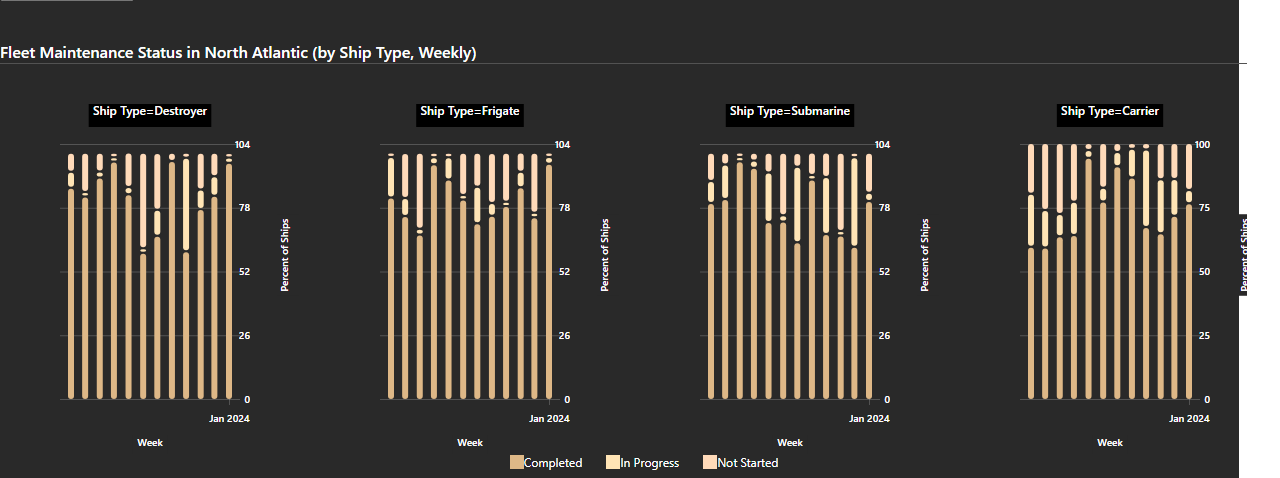 Fleet Maintenance Status in North Atlantic (by Ship Type, Weekly)
Ship Type=Destroyer
104
78
52
26
0
Percent of Ships
Jan 2024
Week
Ship Type=Frigate
104
78
52
26
0
Percent of Ships
Jan 2024
Week
Ship Type=Submarine
104
78
52
26
0
Percent of Ships
Jan 2024
Week
Ship Type=Carrier
100
75
50
25
0
Percent of Ships
Jan 2024
Week
Completed
In Progress
Not Started